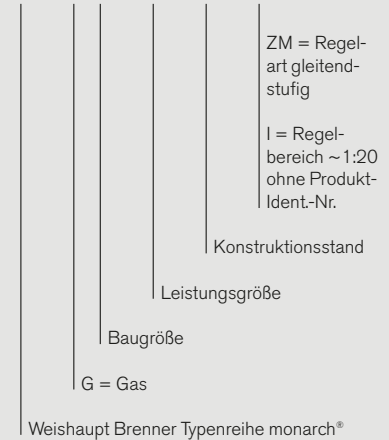 ZM = Regel-
art gleitend-
stufig
I = Regel-
bereich ~1:20
ohne Produkt-
Ident.-Nr.
Konstruktionsstand
Leistungsgröße
Baugröße
G = Gas
Weishaupt Brenner Typenreihe monarch®